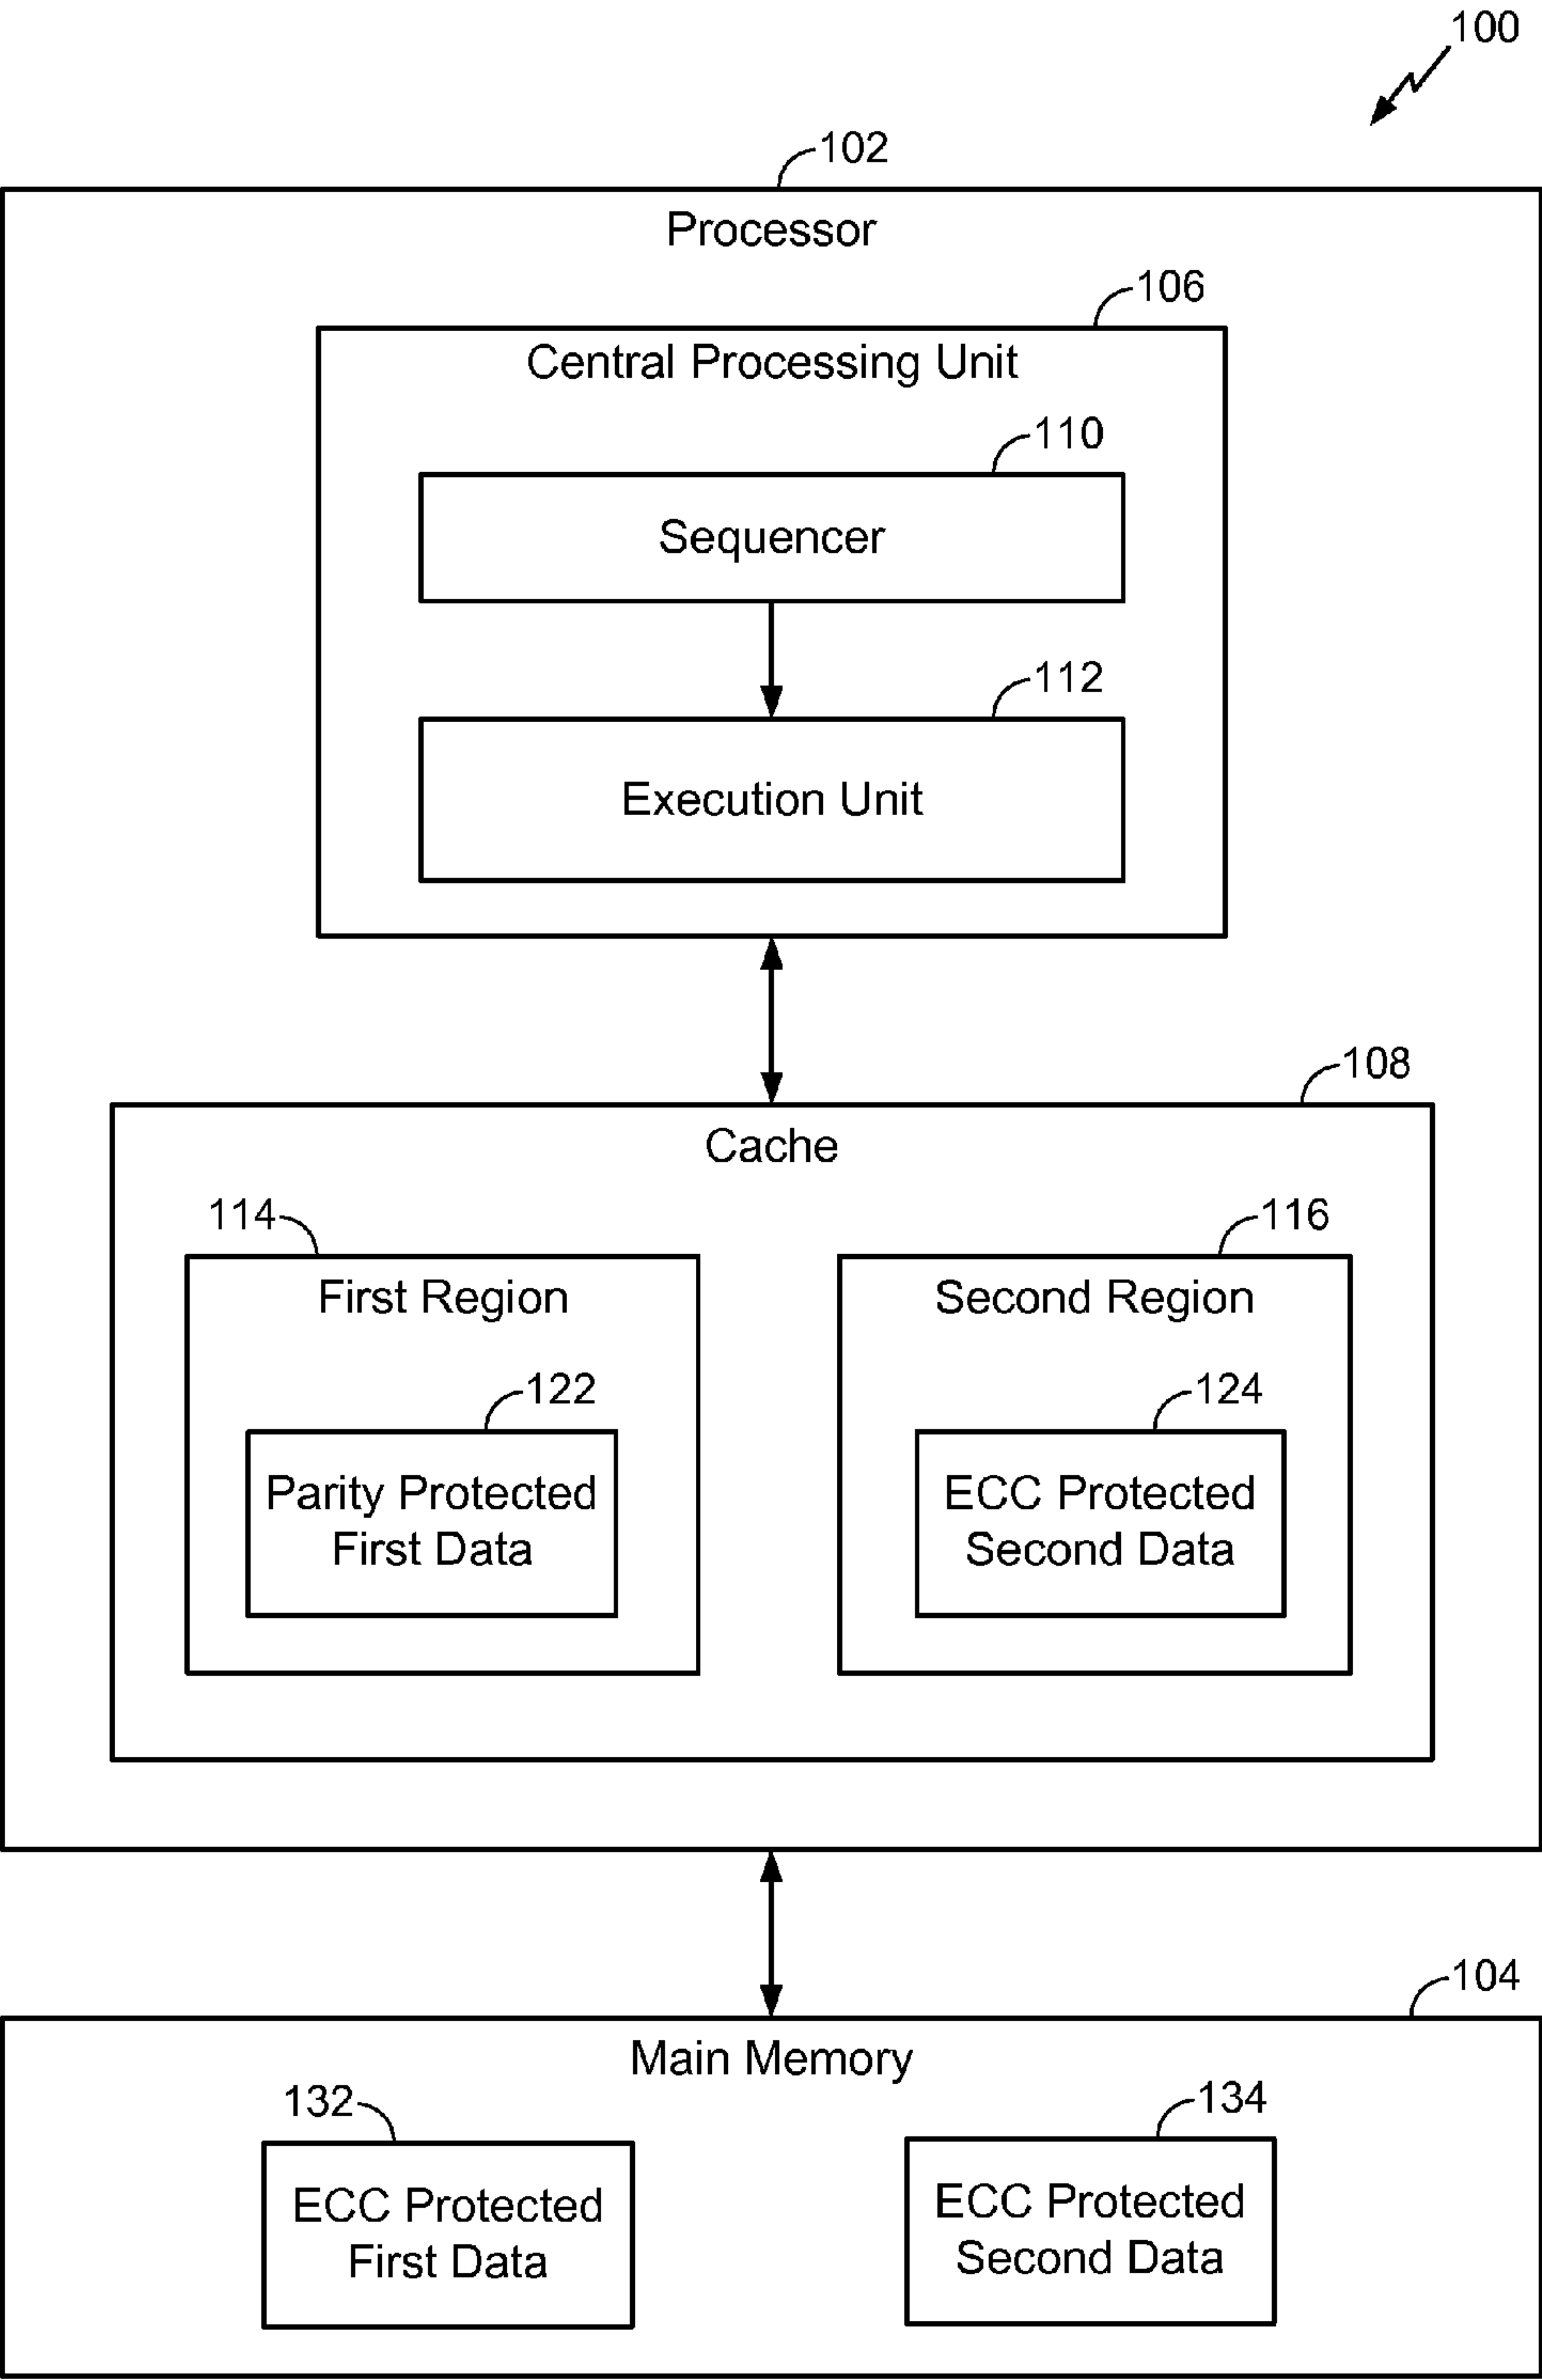 100
102
Processor
106
Central Processing Unit
110
Sequencer
112
Execution Unit
108
Cache
114
First Region
122
Parity Protected
First Data
116
Second Region
124
ECC Protected
Second Data
104
Main Memory
132
ECC Protected
First Data
134
ECC Protected
Second Data